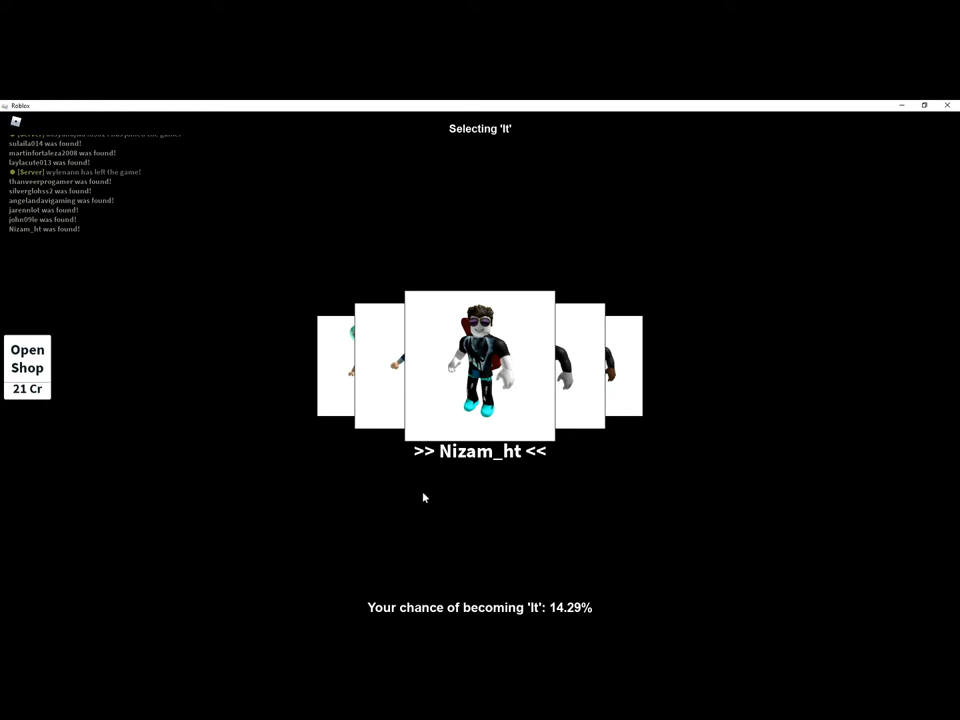 Roblox
Selecting 'It'
sulaila014 was found!
martinfortaleza2008 was found!
laylacute013 was found!
[Server] wylenann has left the game!
thanveerprogamer was found!
silverglohss2 was found!
angelandavigaming was found!
jarennlot was found!
john09le was found!
Nizam_ht was found!
Open
Shop
21 Cr
>> Nizam_ht <<
Your chance of becoming 'It': 14.29%